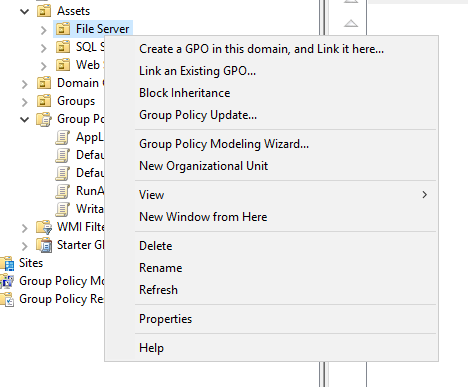 Assets
File Server
SQL S
Web
Domain C
Groups
Group Po
AppL
Defau
Defau
RunA
Writa
WMI Filte
Starter GI
Sites
Group Policy Mo
Group Policy Re
Create a GPO in this domain, and Link it here...
Link an Existing GPO...
Block Inheritance
Group Policy Update...
Group Policy Modeling Wizard...
New Organizational Unit
View
New Window from Here
Delete
Rename
Refresh
Properties
Help